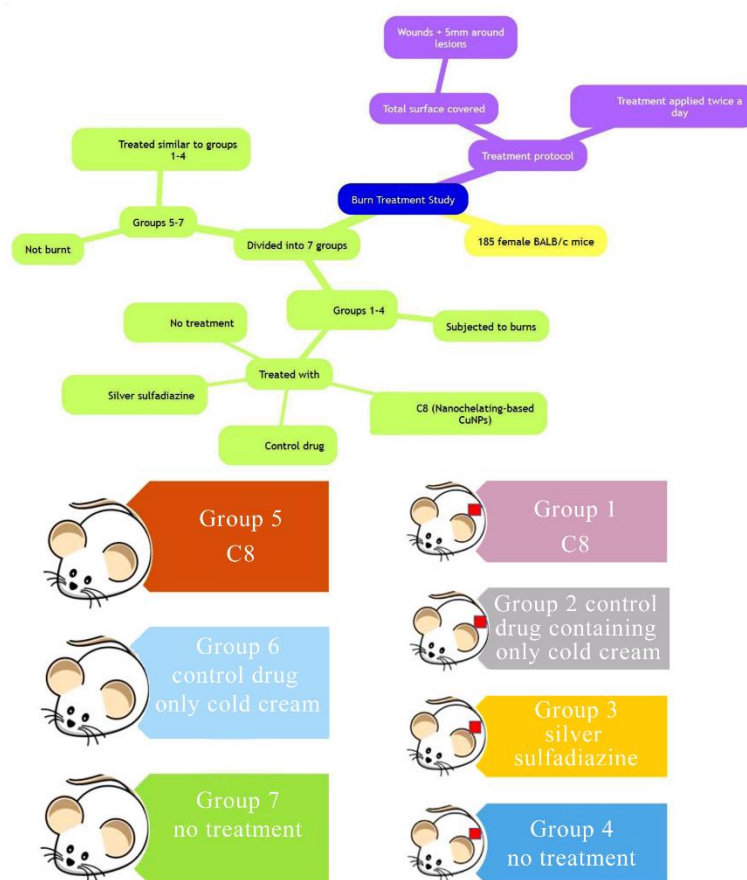 Wounds + 5mm around
lesions
Total surface covered
Treatment applied twice a
day
Treatment protocol
Treated similar to groups
1-4
Burn Treatment Study
Groups 5-7
Not burnt
Divided into 7 groups
185 female BALB/c mice
Groups 1-4
No treatment
Subjected to burns
Treated with
Silver sulfadiazine
C8 (Nanochelating-based
CuNPs)
Control drug
Group 5
C8
Group 6
control drug
only cold cream
Group 7
no treatment
Group 1
C8
Group 2 control
drug containing
only cold cream
Group 3
silver
sulfadiazine
Group 4
no treatment